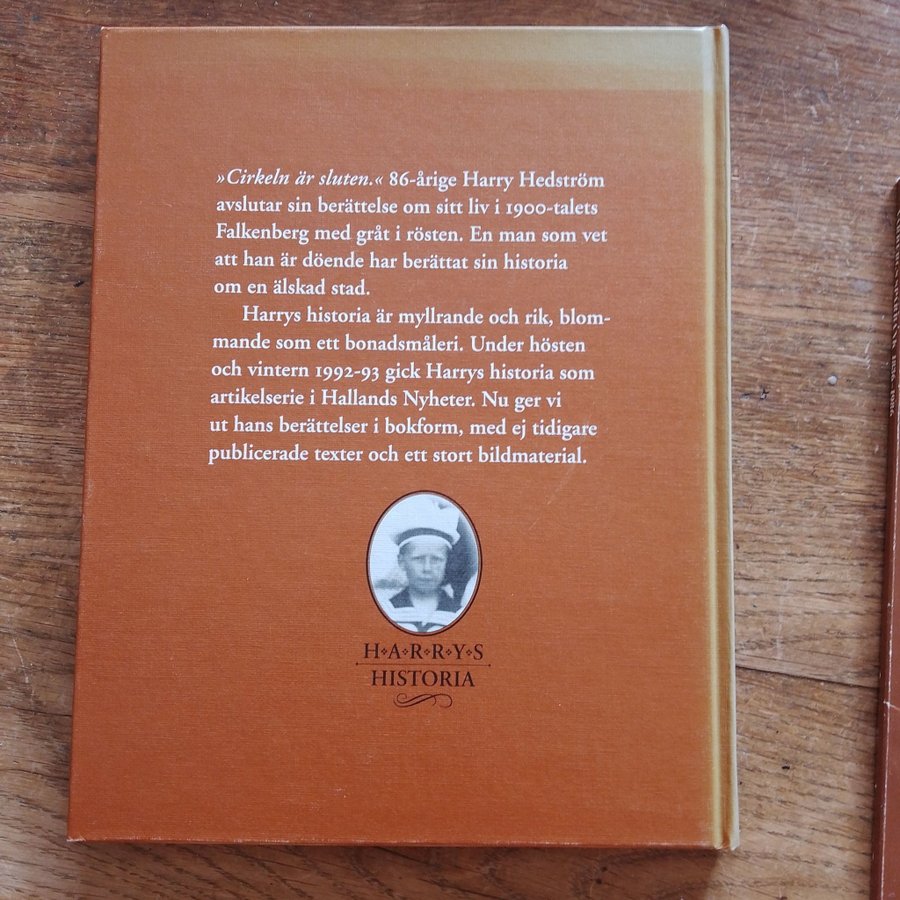 »Cirkeln är sluten.« 86-årige Harry Hedström
avslutar sin berättelse om sitt liv i 1900-talets
Falkenberg med gråt i rösten. En man som vet
att han är döende har berättat sin historia
om en älskad stad.
Harrys historia är myllrande och rik, blom-
mande som ett bonadsmåleri. Under hösten
och vintern 1992-93 gick Harrys historia som
artikelserie i Hallands Nyheter. Nu ger vi
ut hans berättelser i bokform, med ej tidigare
publicerade texter och ett stort bildmaterial.
H❖A❖R❖R❖Y❖S
HISTORIA
1836-1986